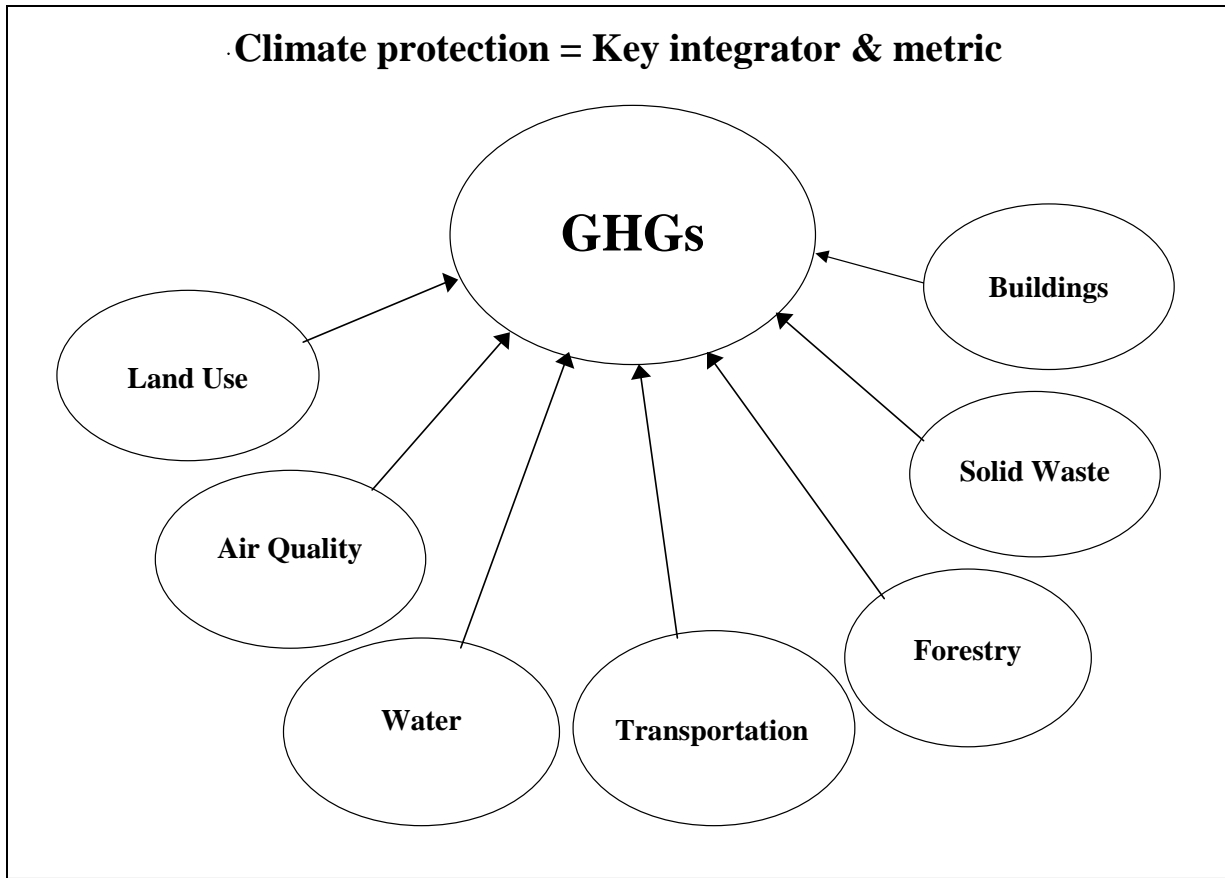 Climate protection = Key integrator & metric
GHGs
Buildings
Land Use
Solid Waste
Air Quality
Forestry
Water
Transportation